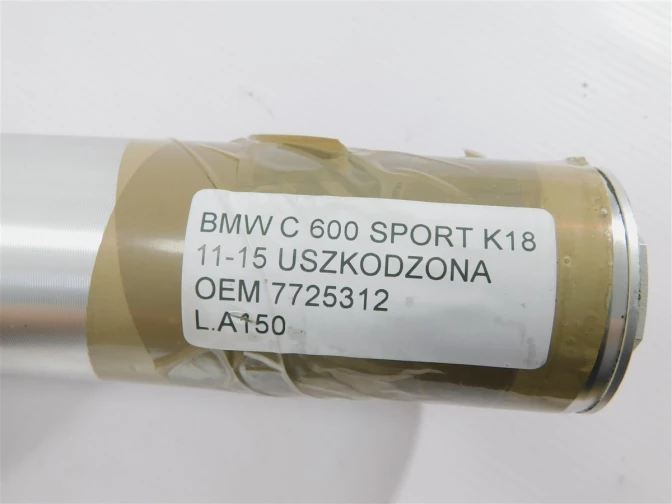 BMW C 600 SPORT K18
11-15 USZKODZONA
OEM 7725312
L.A150